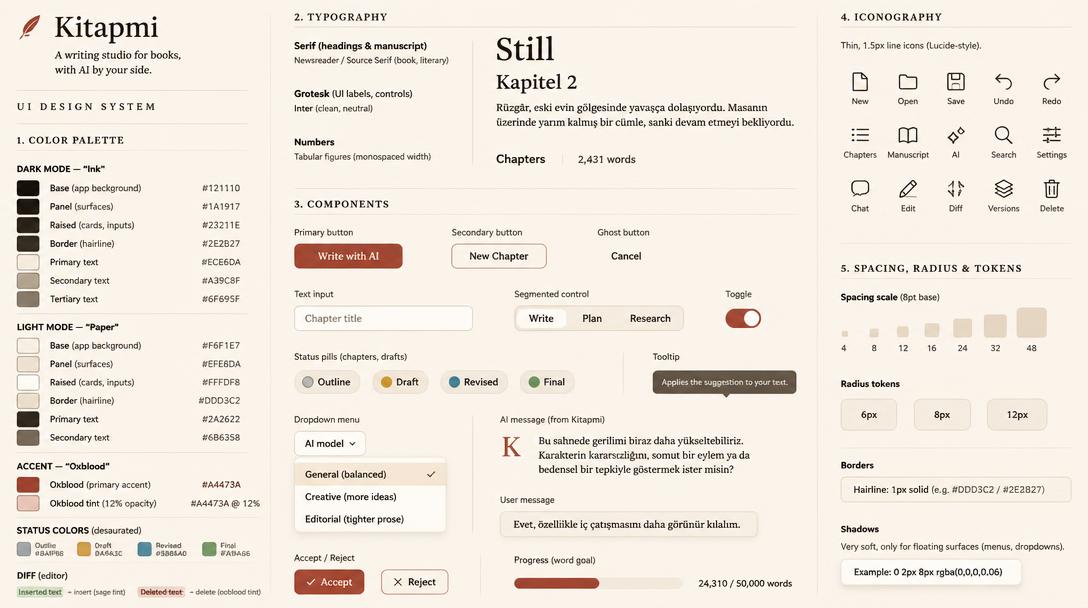 Kitapmi
A writing studio for books,
with AI by your side.
UI DESIGN SYSTEM
1. COLOR PALETTE
DARK MODE — “Ink”
Base (app background) #121110
Panel (surfaces) #1A1917
Raised (cards, inputs) #23211E
Border (hairline) #2E2B27
Primary text #ECE6DA
Secondary text #A39C8F
Tertiary text #6F695F
LIGHT MODE — “Paper”
Base (app background) #F6F1E7
Panel (surfaces) #EFE8DA
Raised (cards, inputs) #FFFDF8
Border (hairline) #DDD3C2
Primary text #2A2622
Secondary text #6B6358
ACCENT — “Oxblood”
Oxblood (primary accent) #A4473A
Oxblood tint (12% opacity) #A4473A @ 12%
STATUS COLORS (desaturated)
Outlie Draft Revised Final
DIFF (editor)
Inserted text = insert (sage tint) Deleted text = delete (ooblood tint)
2. TYPOGRAPHY
Serif (headings & manuscript)
Newsreader / Source Serif (book, literary)
Grotesk (UI labels, controls)
Inter (clean, neutral)
Numbers
Tabular figures (monospaced width)
Still
Kapitel 2
Rüzgâr, eski evin gölgesinde yavaşça dolaşıyordu. Masanın
üzerinde yarım kalmış bir cümle, sanki devam etmeyi bekliyordu.
Chapters 2,431 words
3. COMPONENTS
Primary button Secondary button Ghost button
Write with AI New Chapter Cancel
Text input Segmented control Toggle
Chapter title Write Plan Research
Status pills (chapters, drafts) Tooltip
Outline Draft Revised Final Applies the suggestion to your text.
Dropdown menu
AI model
General (balanced)
Creative (more ideas)
Editorial (tighter prose)
AI message (from Kitapmi)
K
Bu sahnede gerilimi biraz daha yükseltebiliriz.
Karakterin kararsızlığını, somut bir eylem ya da
bedensel bir tepkiyle göstermek ister misin?
User message
Evet, özelliikle iç çatışmasını daha görünür kılalım.
Accept / Reject
Accept Reject
Progress (word goal)
24,310 / 50,000 words
4. ICONOGRAPHY
Thin, 1.5px line icons (Lucide-style).
New Open Save Undo Redo
Chapters Manuscript AI Search Settings
Chat Edit Diff Versions Delete
5. SPACING, RADIUS & TOKENS
Spacing scale (8pt base)
4 8 12 16 24 32 48
Radius tokens
6px 8px 12px
Borders
Hairline: 1px solid (e.g. #DDD3C2 / #2E2B27)
Shadows
Very soft, only for floating surfaces (menus, dropdowns).
Example: 0 2px 8px rgba(0,0,0,0.06)